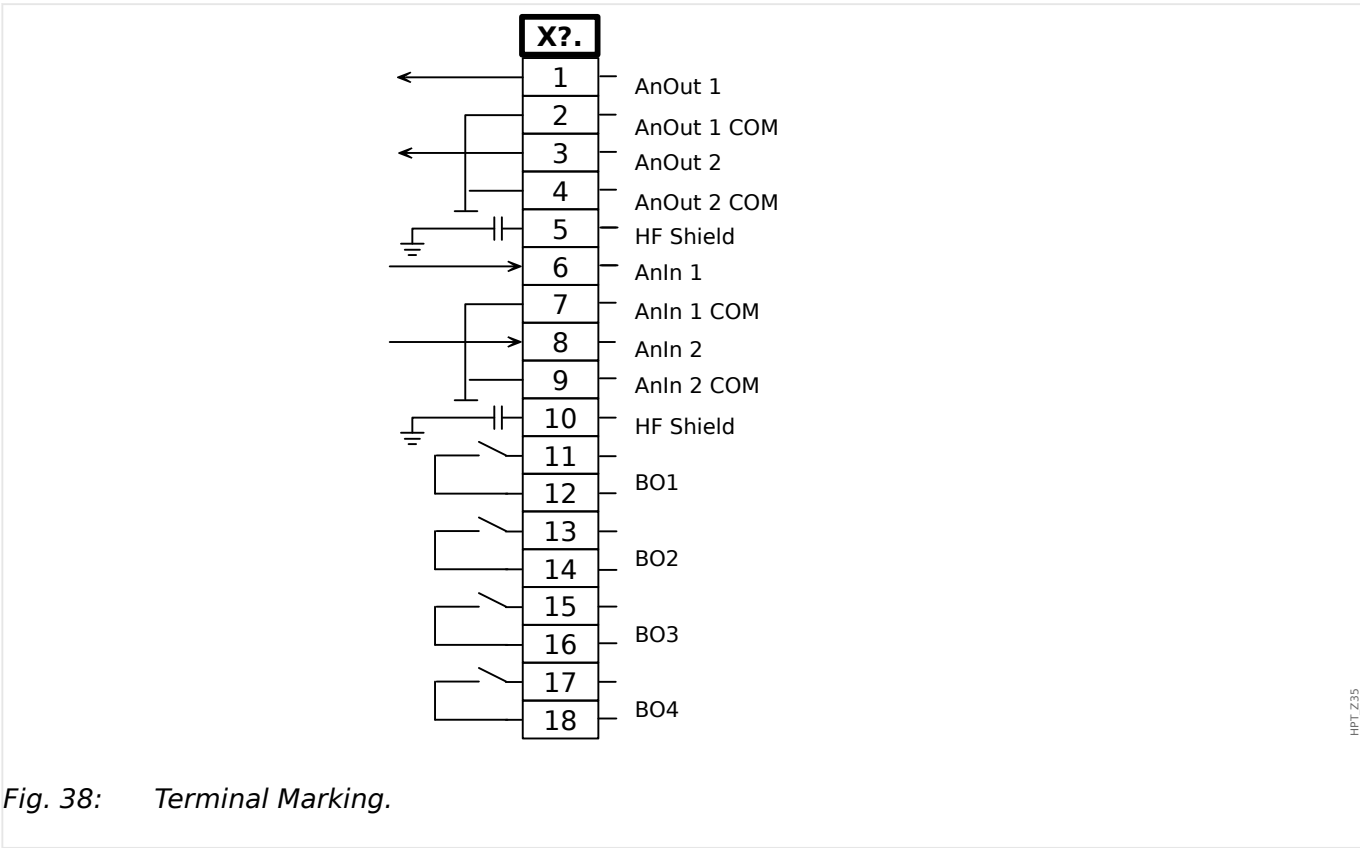 X?.
1 AnOut 1
2 AnOut 1 COM
3 AnOut 2
4 AnOut 2 COM
5 HF Shield
6 AnIn 1
7 AnIn 1 COM
8 AnIn 2
9 AnIn 2 COM
10 HF Shield
11
BO1
12
13
BO2
14
15
BO3
16
17
BO4
18
HPT_Z35
Fig. 38: Terminal Marking.